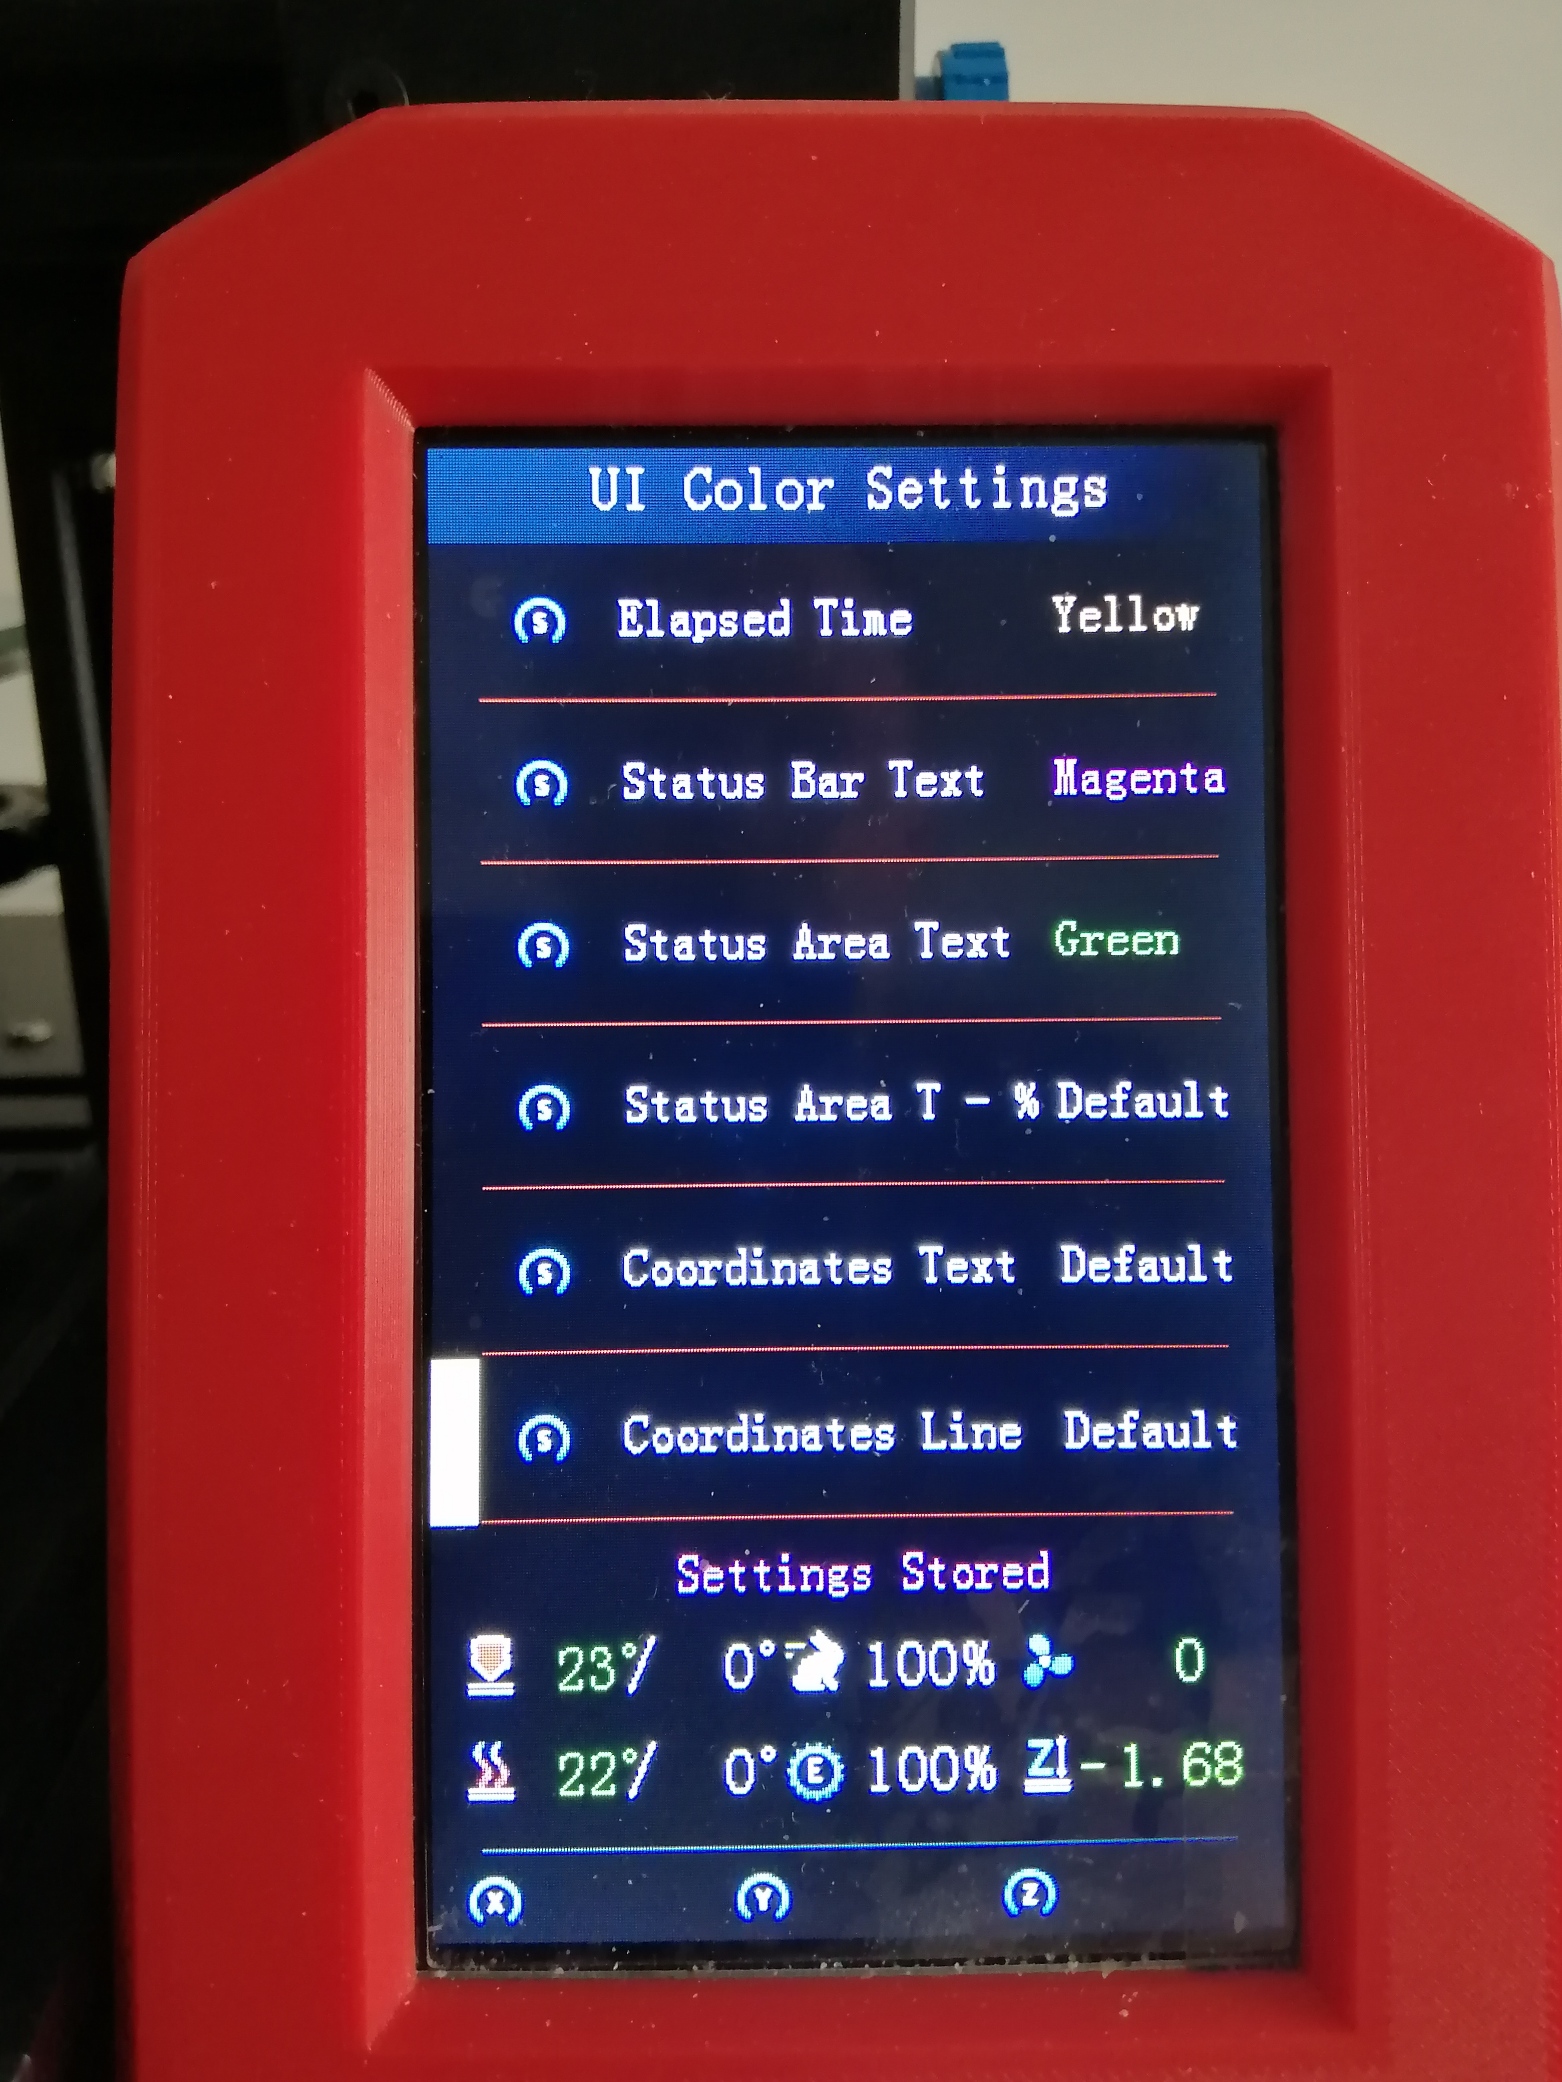 UI Color Settings
S Elapsed Time Yellow
S Status Bar Text Magenta
S Status Area Text Green
S Status Area T - % Default
S Coordinates Text Default
S Coordinates Line Default
Settings Stored
23°/ 0° 100% 0
22°/ 0° E 100% Z -1.68
X Y Z